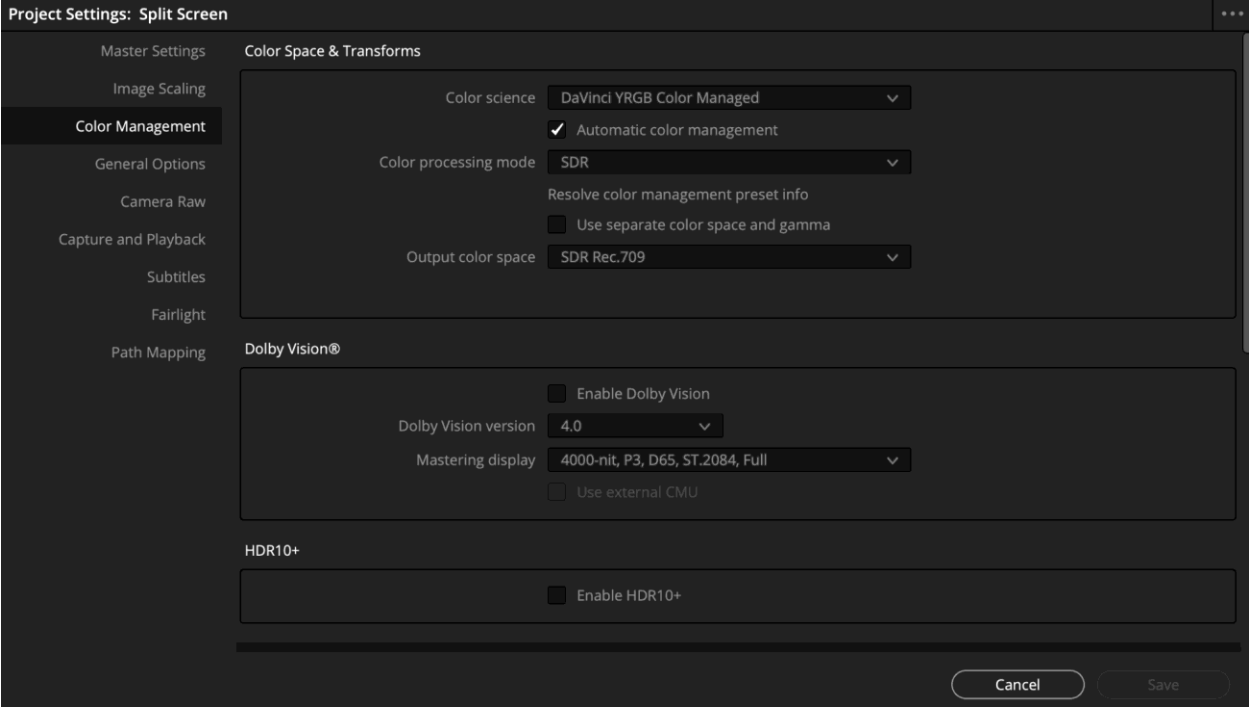 Project Settings: Split Screen
Master Settings
Image Scaling
Color Management
General Options
Camera Raw
Capture and Playback
Subtitles
Fairlight
Path Mapping
Color Space & Transforms
Color science DaVinci YRGB Color Managed
Automatic color management
Color processing mode SDR
Resolve color management preset info
Use separate color space and gamma
Output color space SDR Rec.709
Dolby Vision®
Enable Dolby Vision
Dolby Vision version 4.0
Mastering display 4000-nit, P3, D65, ST.2084, Full
Use external CMU
HDR10+
Enable HDR10+
Cancel Save